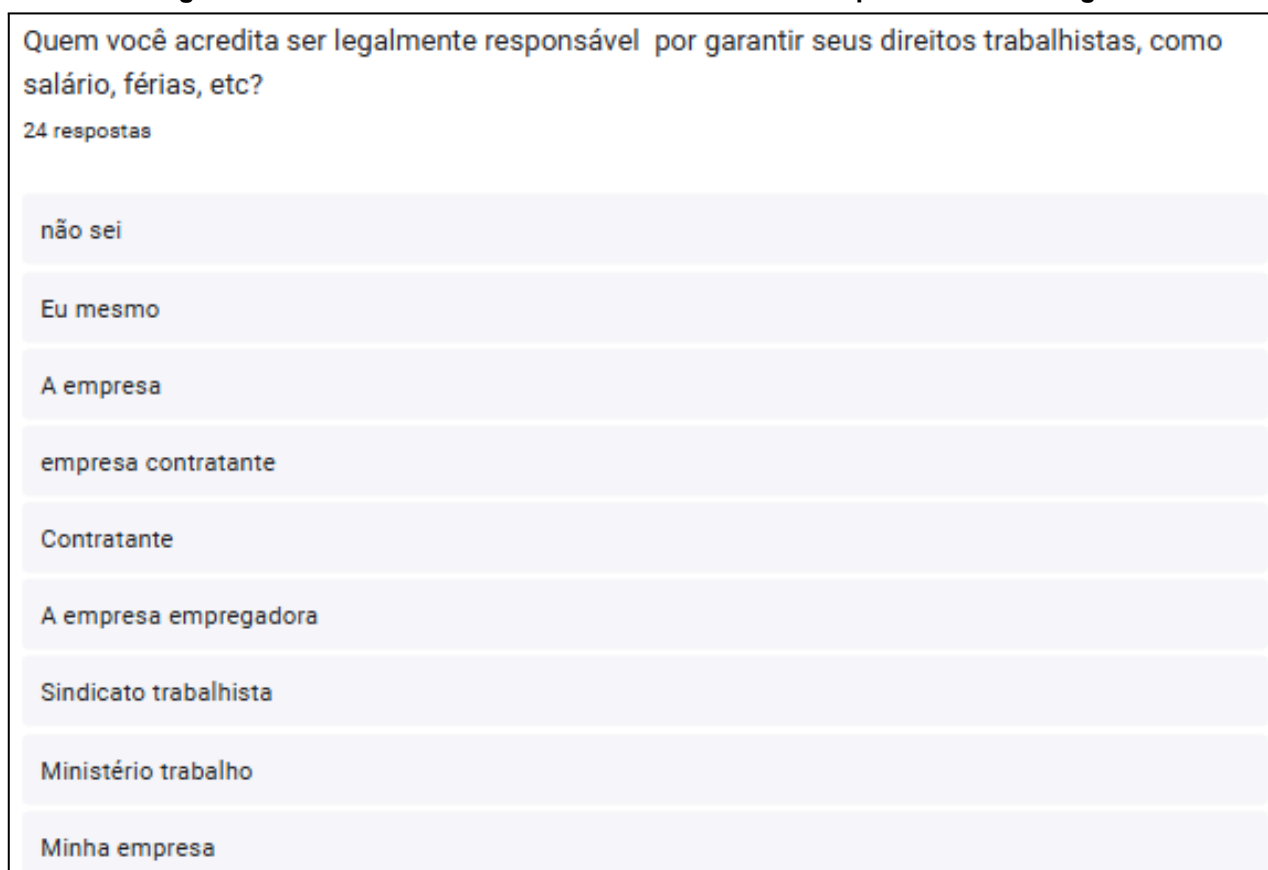 Quem você acredita ser legalmente responsável  por garantir seus direitos trabalhistas, como
salário, férias, etc?
24 respostas
não sei
Eu mesmo
A empresa
empresa contratante
Contratante
A empresa empregadora
Sindicato trabalhista
Ministério trabalho
Minha empresa